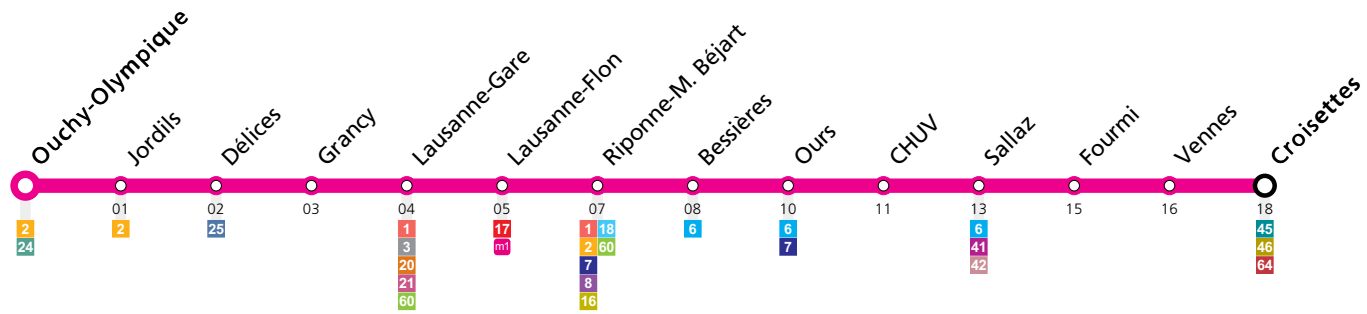 Ouchy-Olympique
Jordils
Délices
Grancy
Lausanne-Gare
Lausanne-Flon
Riponne-M. Béjart
Bessières
Ours
CHUV
Sallaz
Fourmi
Vennes
Croisettes
01 02 03 04 05 07 08 10 11 13 15 16 18
2 2 25 1 17 1 18 6 6 6 45
24 3 m1 2 60 7 41 46
20 7 42 64
21 8
60 16